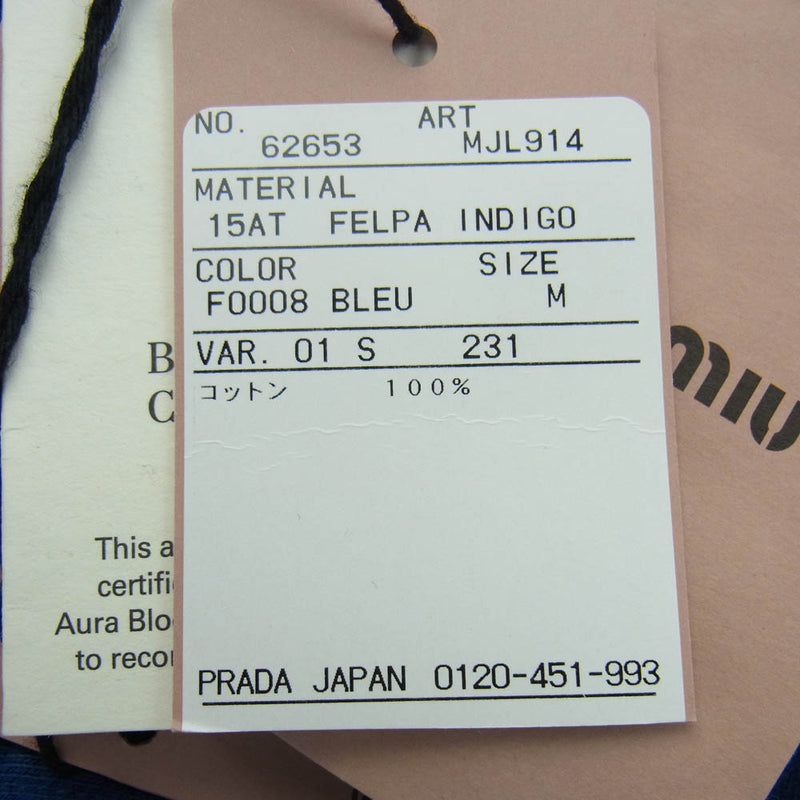 NO. ART
62653 MJL914
MATERIAL
15AT FELPA INDIGO
COLOR SIZE
F0008 BLEU M
VAR. 01 S 231
コットン 100%
PRADA JAPAN 0120-451-993
B
C
This a
certifi
Aura Blo
to recor
miu